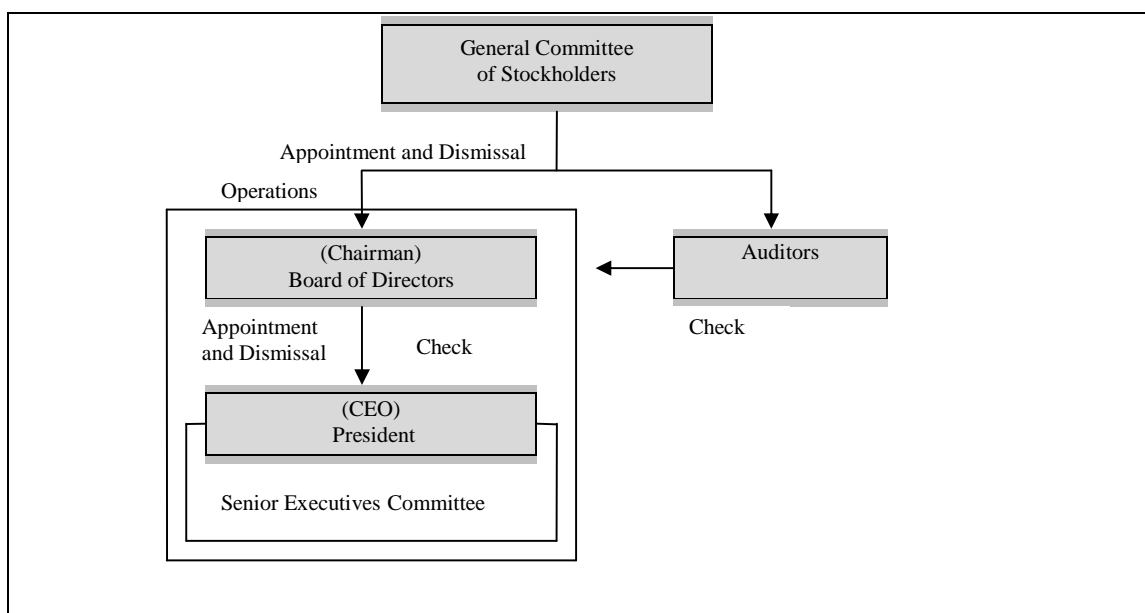 General Committee
of Stockholders
Appointment and Dismissal
Operations
(Chairman)
Board of Directors
Auditors
Appointment
and Dismissal
Check
Check
(CEO)
President
Senior Executives Committee